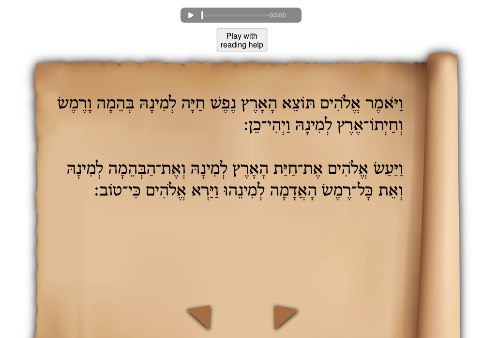 -00:00
Play with
reading help
וַיֹּאמֶר אֱלֹהִים תּוֹצֵא הָאָרֶץ נֶפֶשׁ חַיָּה לְמִינָהּ בְּהֵמָה וָרֶמֶשׂ
וְחַיְתוֹ־אֶרֶץ לְמִינָהּ וַיְהִי־כֵן:
וַיַּעַשׂ אֱלֹהִים אֶת־חַיַּת הָאָרֶץ לְמִינָהּ וְאֶת־הַבְּהֵמָה לְמִינָהּ
וְאֵת כָּל־רֶמֶשׂ הָאֲדָמָה לְמִינֵהוּ וַיַּרְא אֱלֹהִים כִּי־טוֹב: